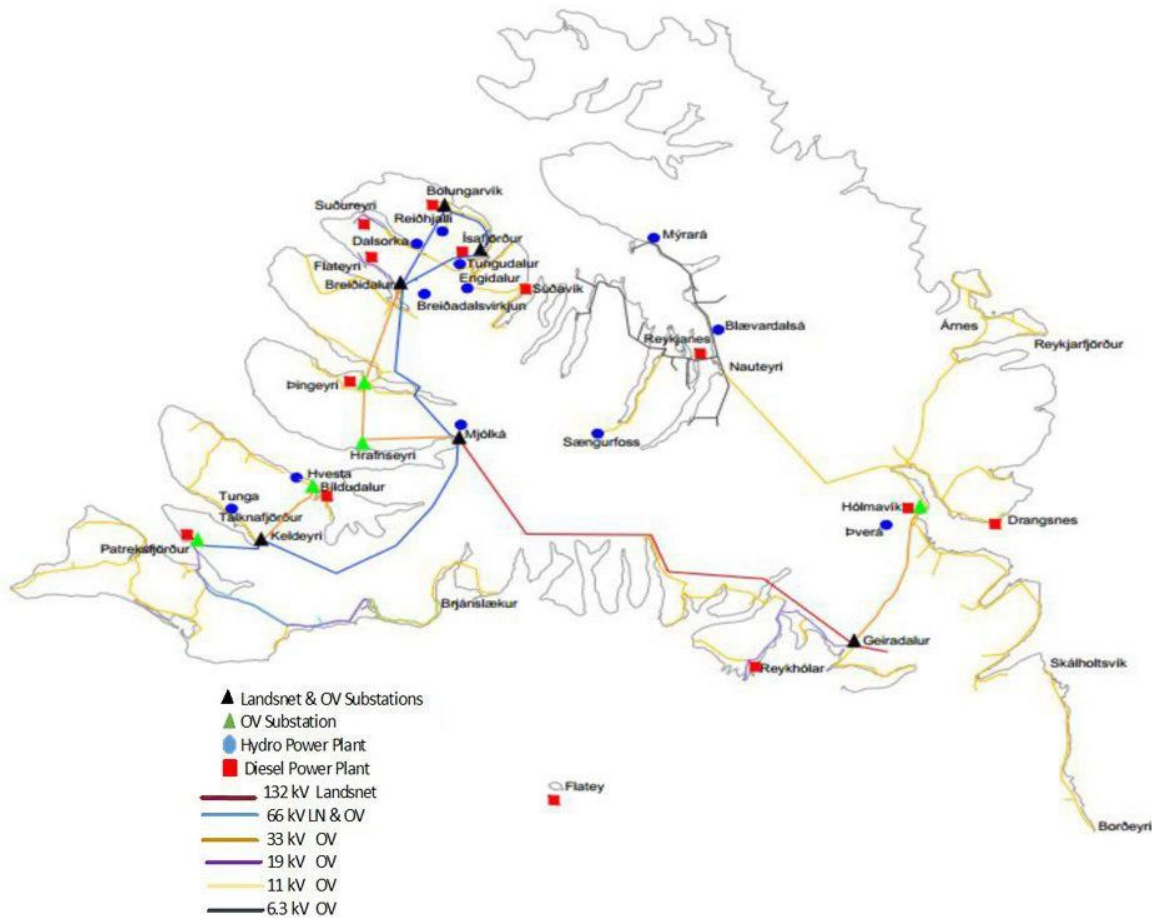 Bolungarvík
Suðureyri
Reiðhjalli
Dalsorka
Ísafjörður
Mýrará
Flateyri
Tungudalur
Engidalur
Breiðidalur
Súðavík
Breiðadalsvirkjun
Árnes
Blævardalsá
Reykjarfjörður
Reykjanes
Nauteyri
Þingeyri
Mjólká
Sængurfoss
Hrafnseyri
Hvesta
Bíldudalur
Tunga
Hólmavík
Tálknafjörður
Drangsnes
Keldeyri
Þverá
Patreksfjörður
Brjánslækur
Geiradalur
Skálholtsvík
Reykhólar
Landsnet & OV Substations
OV Substation
Hydro Power Plant
Diesel Power Plant
Flatey
132 kV Landsnet
66 kV LN & OV
Borðeyri
33 kV OV
19 kV OV
11 kV OV
6.3 kV OV